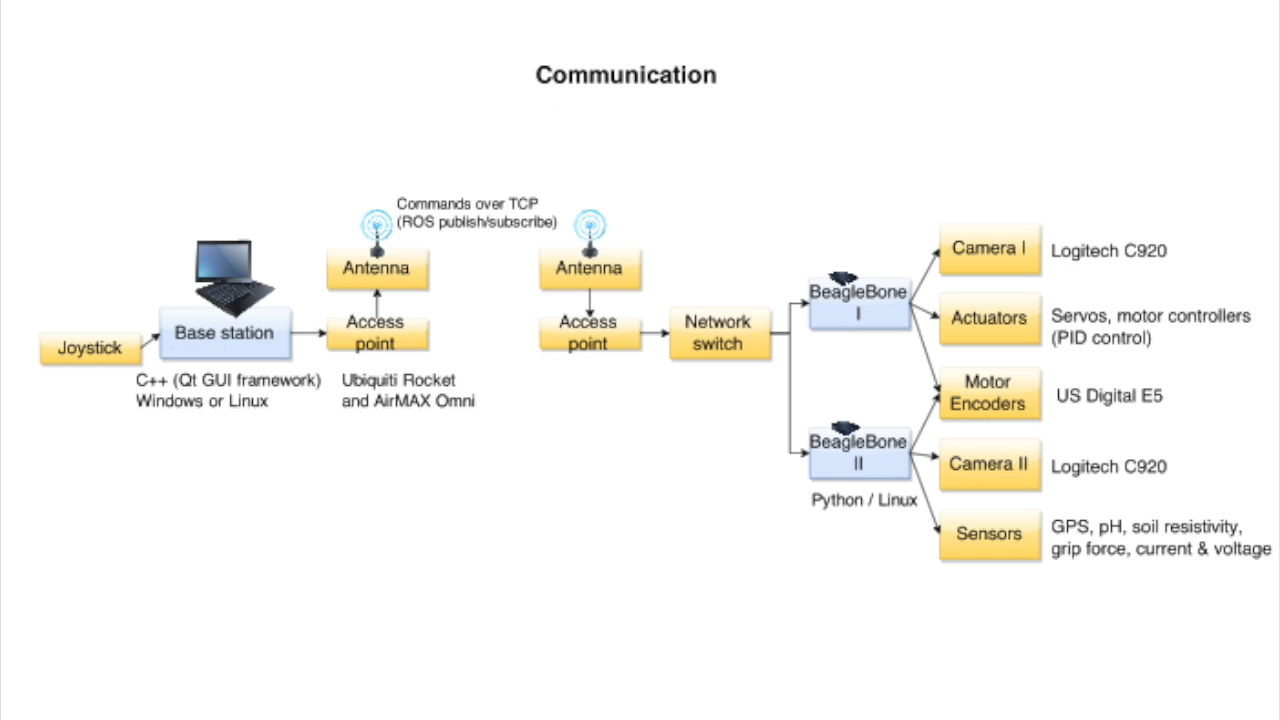 Communication
Commands over TCP
(ROS publish/subscribe)
Antenna
Antenna
Joystick
Base station
Access
point
Access
point
Network
switch
C++ (Qt GUI framework)
Windows or Linux
Ubiquiti Rocket
and AirMAX Omni
BeagleBone
I
BeagleBone
II
Python / Linux
Camera I
Logitech C920
Actuators
Servos, motor controllers
(PID control)
Motor
Encoders
US Digital E5
Camera II
Logitech C920
Sensors
GPS, pH, soil resistivity,
grip force, current & voltage